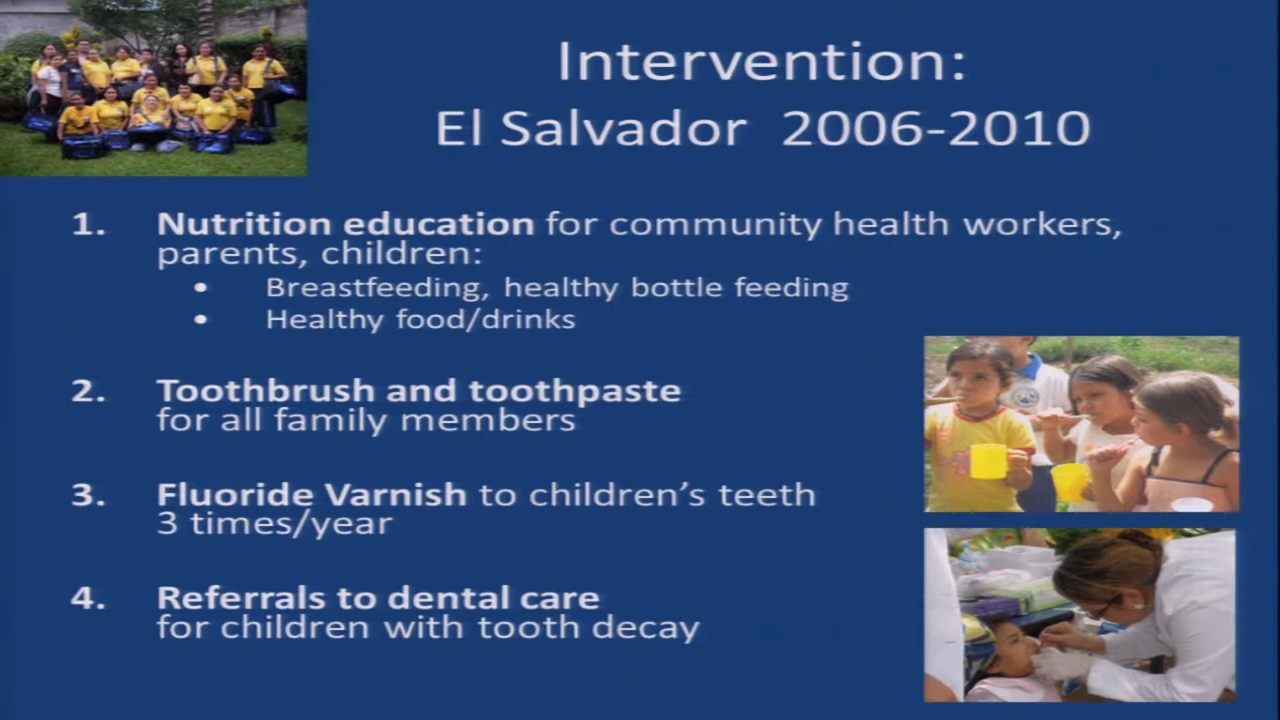 Intervention:
El Salvador 2006-2010
1. Nutrition education for community health workers,
parents, children:
• Breastfeeding, healthy bottle feeding
• Healthy food/drinks
2. Toothbrush and toothpaste
for all family members
3. Fluoride Varnish to children's teeth
3 times/year
4. Referrals to dental care
for children with tooth decay